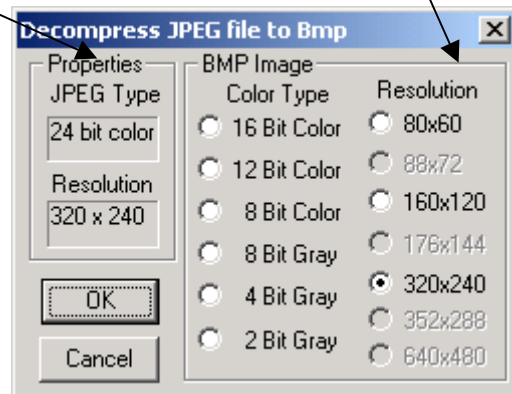 Decompress JPEG file to Bmp
Properties
JPEG Type
24 bit color
Resolution
320 x 240
OK
Cancel
BMP Image
Color Type
16 Bit Color
12 Bit Color
8 Bit Color
8 Bit Gray
4 Bit Gray
2 Bit Gray
Resolution
80x60
88x72
160x120
176x144
320x240
352x288
640x480